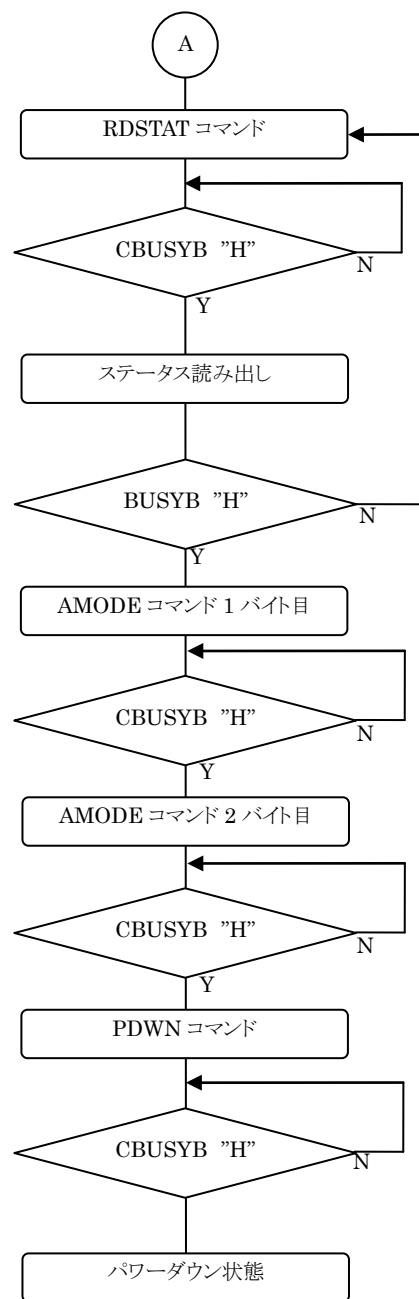 A
RDSTAT コマンド
CBUSYB "H"
N
Y
ステータス読み出し
BUSYB ”H”
N
Y
AMODE コマンド 1 バイト目
CBUSYB ”H”
N
Y
AMODE コマンド 2 バイト目
CBUSYB ”H”
N
Y
PDWN コマンド
CBUSYB "H"
N
パワーダウン状態